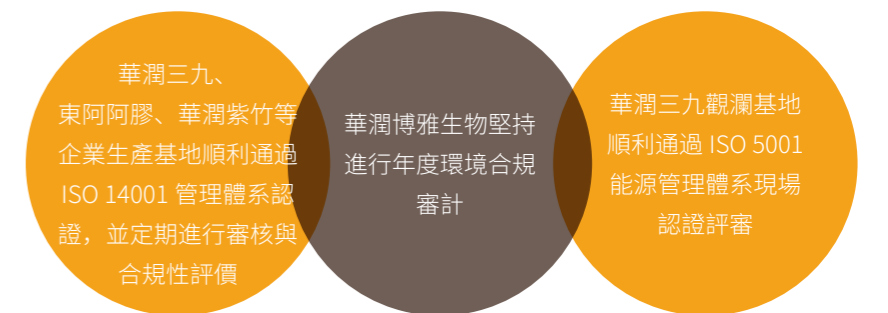 華潤三九、
東阿阿膠、華潤紫竹等
企業生產基地順利通過
ISO 14001 管理體系認
證，並定期進行審核與
合規性評價
華潤博雅生物堅持
進行年度環境合規
審計
華潤三九觀瀾基地
順利通過 ISO 5001
能源管理體系現場
認證評審